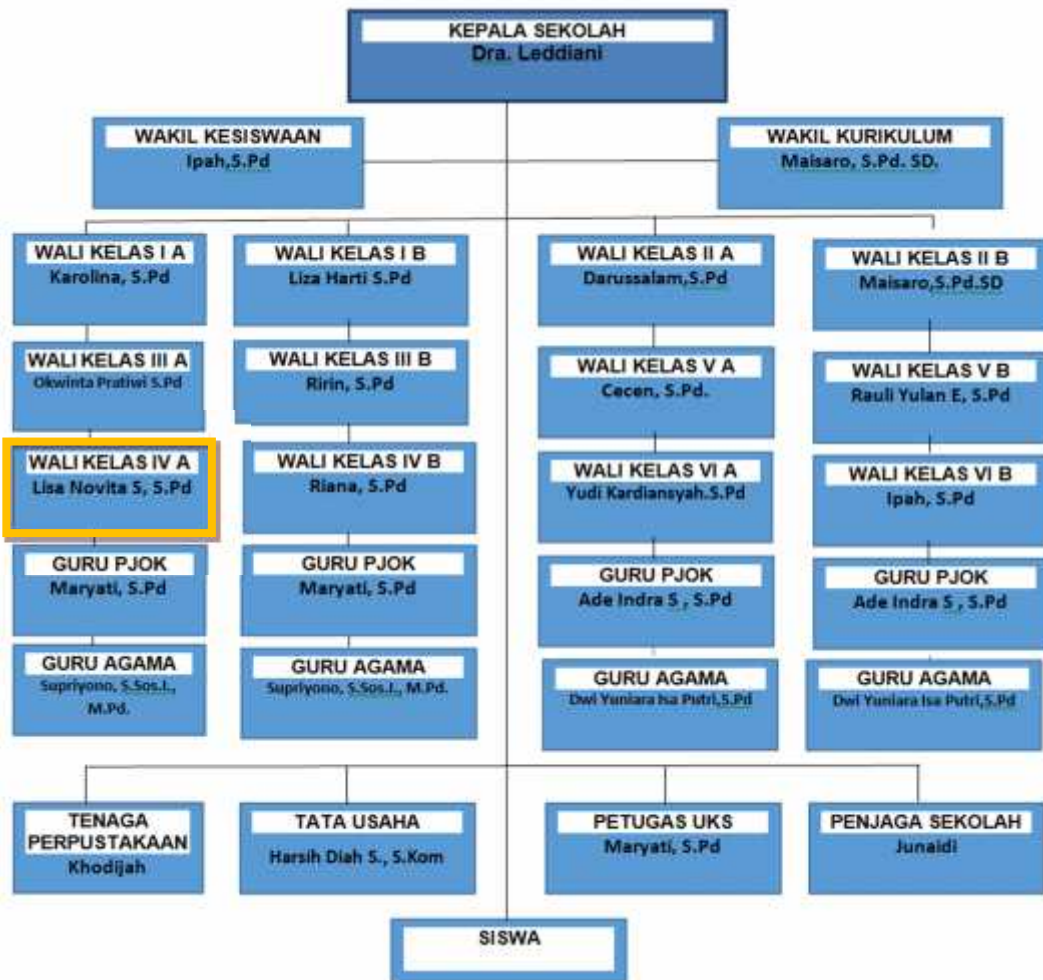 KEPALA SEKOLAH
Dra. Leddiani
WAKIL KESISWAAN
Ipah,S.Pd
WAKIL KURIKULUM
Maisaro, S.Pd. SD.
WALI KELAS I A
Karolina, S.Pd
WALI KELAS I B
Liza Harti S.Pd
WALI KELAS II A
Darussalam,S.Pd
WALI KELAS II B
Maisaro,S.Pd.SD
WALI KELAS III A
Okwinta Pratiwi S.Pd
WALI KELAS III B
Ririn, S.Pd
WALI KELAS V A
Cecen, S.Pd.
WALI KELAS V B
Rauli Yulan E, S.Pd
WALI KELAS IV A
Lisa Novita S, S.Pd
WALI KELAS IV B
Riana, S.Pd
WALI KELAS VI A
Yudi Kardiansyah.S.Pd
WALI KELAS VI B
Ipah, S.Pd
GURU PJOK
Maryati, S.Pd
GURU PJOK
Maryati, S.Pd
GURU PJOK
Ade Indra S , S.Pd
GURU PJOK
Ade Indra S , S.Pd
GURU AGAMA
Supriyono, S.Sos.I.,
M.Pd.
GURU AGAMA
Supriyono, S.Sos.I., M.Pd.
GURU AGAMA
Dwi Yuniara Isa Putri,S.Pd
GURU AGAMA
Dwi Yuniara Isa Putri,S.Pd
TENAGA
PERPUSTAKAAN
Khodijah
TATA USAHA
Harsih Diah S., S.Kom
PETUGAS UKS
Maryati, S.Pd
PENJAGA SEKOLAH
Junaidi
SISWA